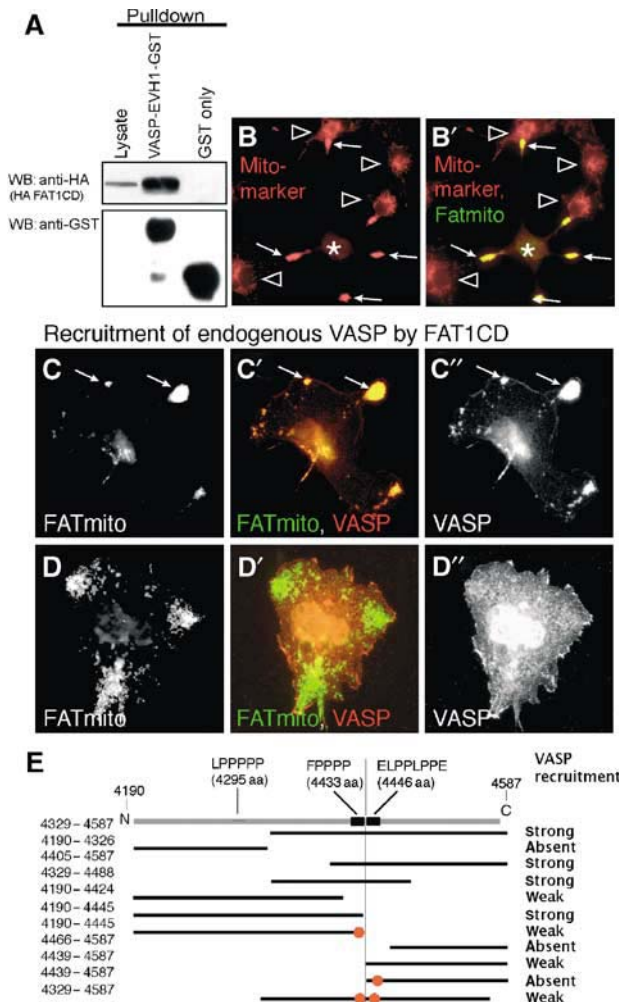 A
Pulldown
Lysate
VASP-EVH1-GST
GST only
WB: anti-HA
(HA FAT1CD)
WB: anti-GST
B
Mito-
marker
B'
Mito-
marker,
Fatmito
*
*
Recruitment of endogenous VASP by FAT1CD
C
FATmito
C'
FATmito, VASP
C"
VASP
D
FATmito
D'
FATmito, VASP
D"
VASP
E
LPPPPP
(4295 aa)
FPPPPP
(4433 aa)
ELPPLPPE
(4446 aa)
VASP
recruitment
4190
4587
N
C
4329 – 4587 Strong
4190 – 4326 Absent
4405 – 4587 Strong
4329 – 4488 Strong
4190 – 4424 Weak
4190 – 4445 Strong
4190 – 4445 Weak
4466 – 4587 Absent
4439 – 4587 Weak
4439 – 4587 Absent
4329 – 4587 Weak